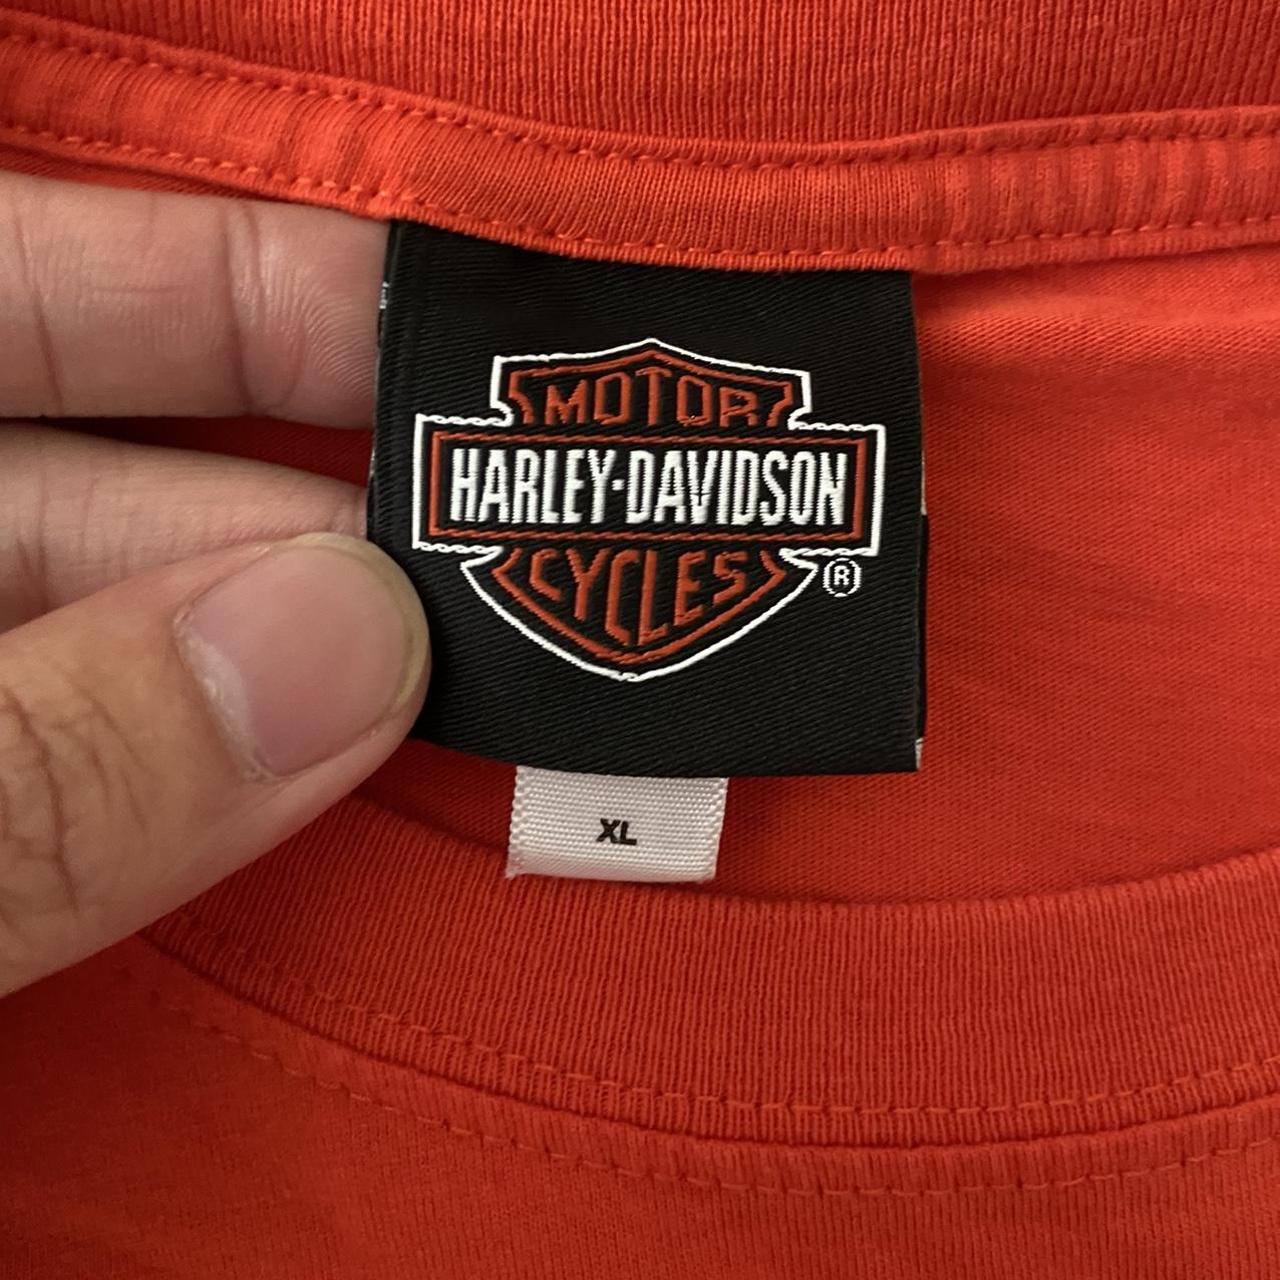 MOTOR
HARLEY-DAVIDSON
CYCLES
®
XL